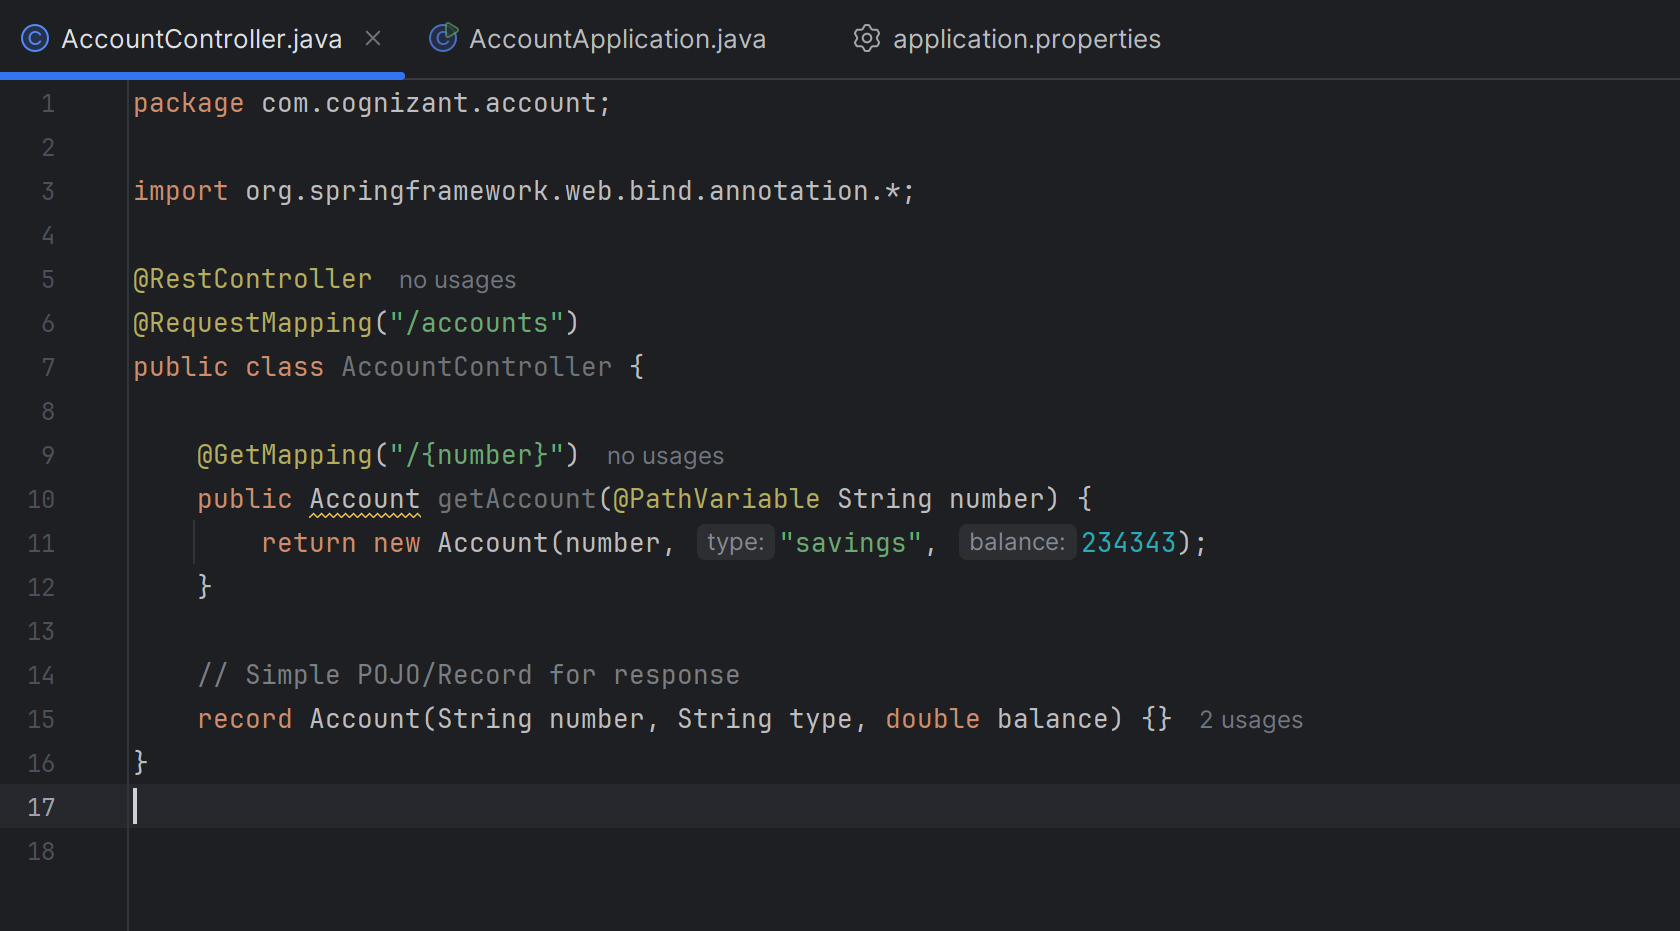 AccountController.java
AccountApplication.java
application.properties
1 package com.cognizant.account;
2
3 import org.springframework.web.bind.annotation.*;
4
5 @RestController no usages
6 @RequestMapping("/accounts")
7 public class AccountController {
8
9     @GetMapping("/{number}") no usages
10     public Account getAccount(@PathVariable String number) {
11         return new Account(number, type: "savings", balance: 234343);
12     }
13
14     // Simple POJO/Record for response
15     record Account(String number, String type, double balance) {} 2 usages
16 }
17
18